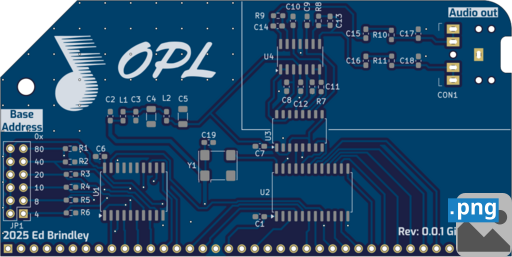 Audio out
R9
C10
C9
R8
C13
C14
C15
R10
C17
U4
C16
R11
C18
C8
C12
C11
R7
CON1
OPL
C2 L1 C3 C4 L2 C5
Base
Address
0x
80
40
20
10
8
4
R1
R2
R3
R4
R5
R6
C6
U1
C19
Y1
C7
U3
U2
C1
JP1
2025 Ed Brindley
Rev: 0.0.1
.png